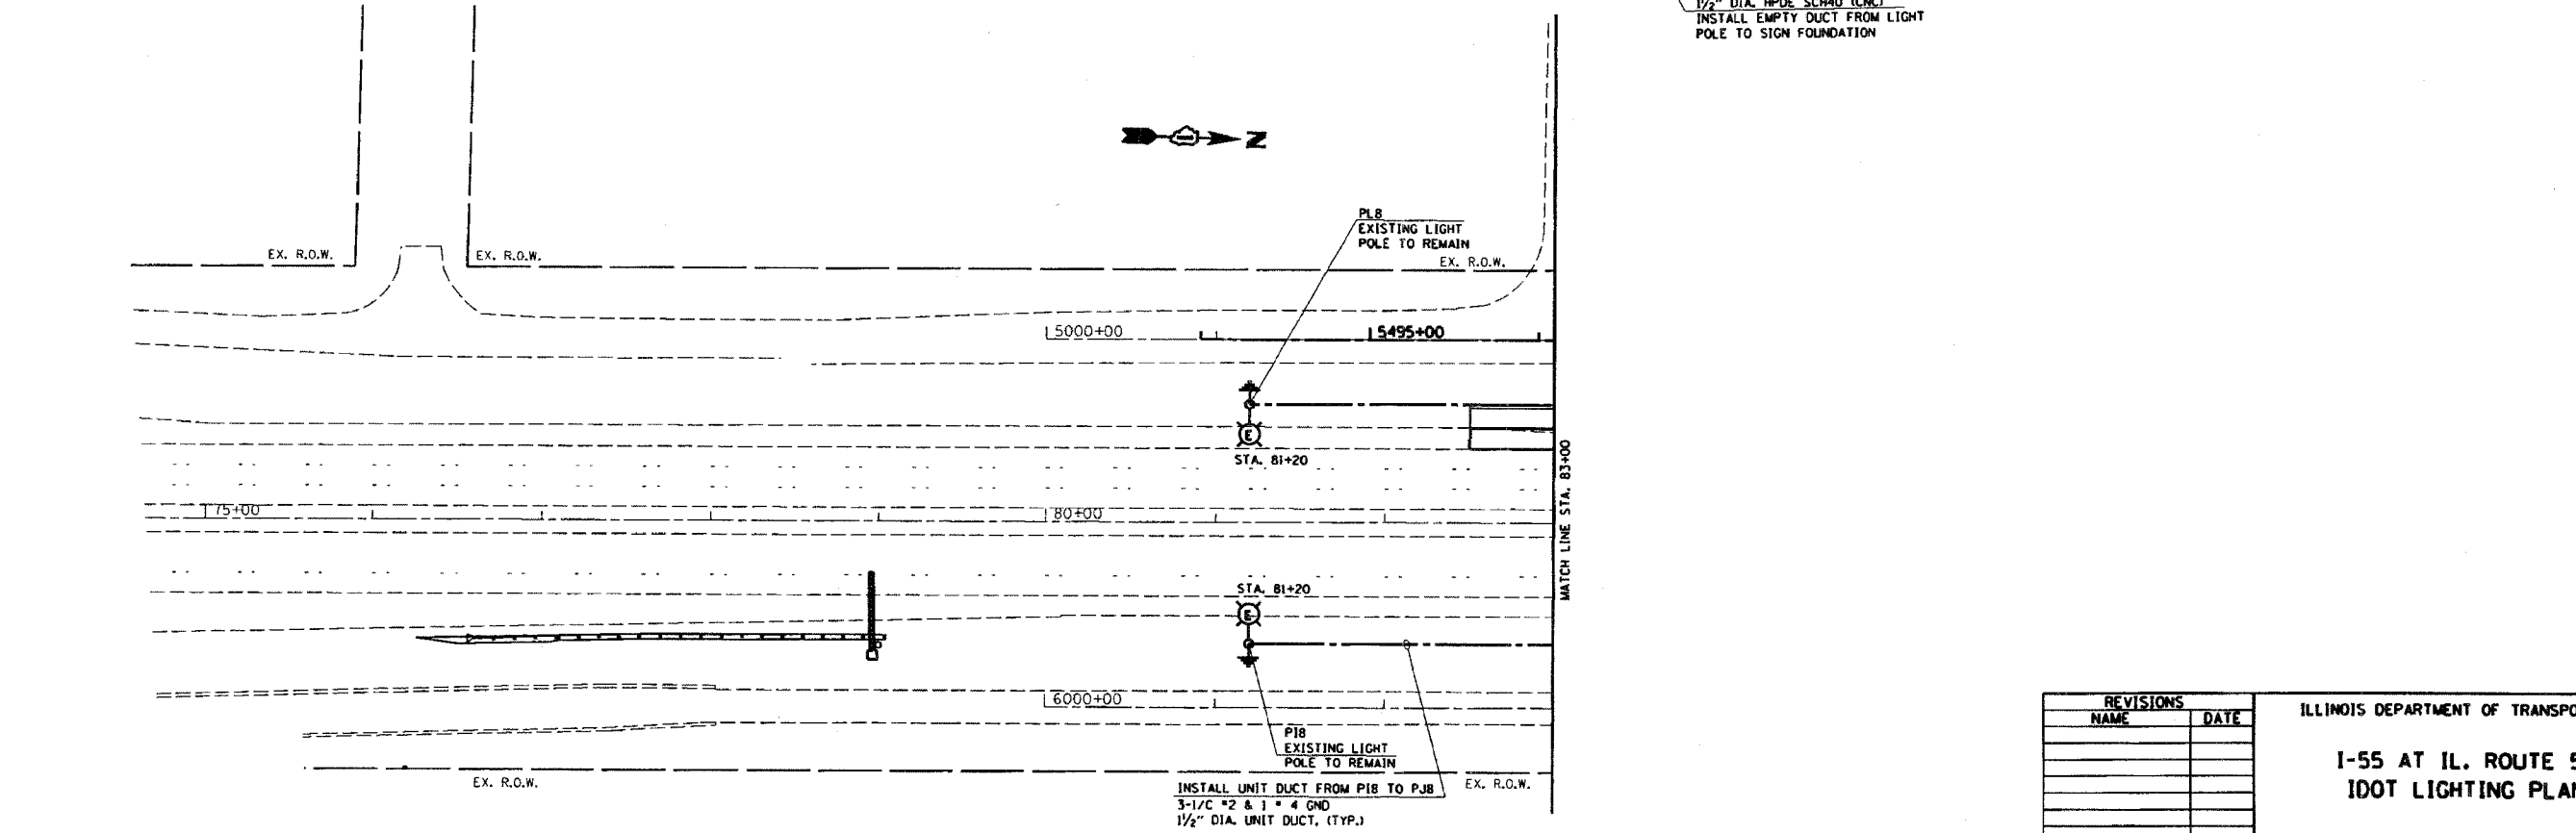 1½" DIA. HPDE SCH40 (CNC)
INSTALL EMPTY DUCT FROM LIGHT
POLE TO SIGN FOUNDATION
N
PL8
EXISTING LIGHT
POLE TO REMAIN
EX. R.O.W.
EX. R.O.W.
EX. R.O.W.
5000+00
5495+00
E
STA. 81+20
MATCH LINE STA. 83+00
75+00
80+00
STA. 81+20
E
6000+00
PI8
EXISTING LIGHT
POLE TO REMAIN
EX. R.O.W.
INSTALL UNIT DUCT FROM PI8 TO PJ8
EX. R.O.W.
3-1/C #2 & 1 # 4 GND
1½" DIA. UNIT DUCT, (TYP.)
REVISIONS
NAME DATE
ILLINOIS DEPARTMENT OF TRANSPO
I-55 AT IL. ROUTE
IDOT LIGHTING PLAN